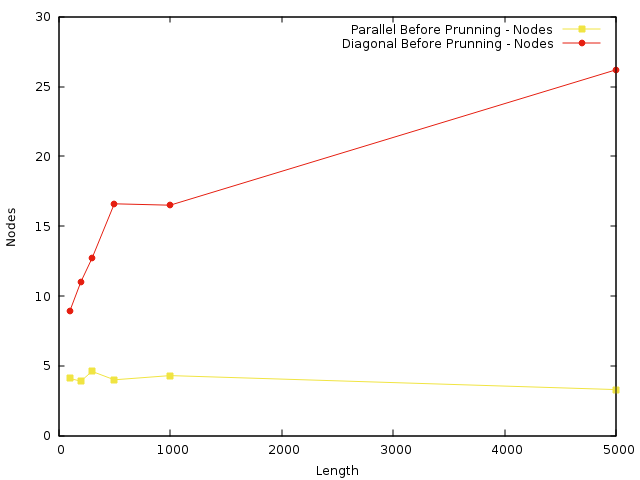 30
25
20
15
10
5
0
Nodes
Parallel Before Prunning - Nodes
Diagonal Before Prunning - Nodes
0 1000 2000 3000 4000 5000
Length